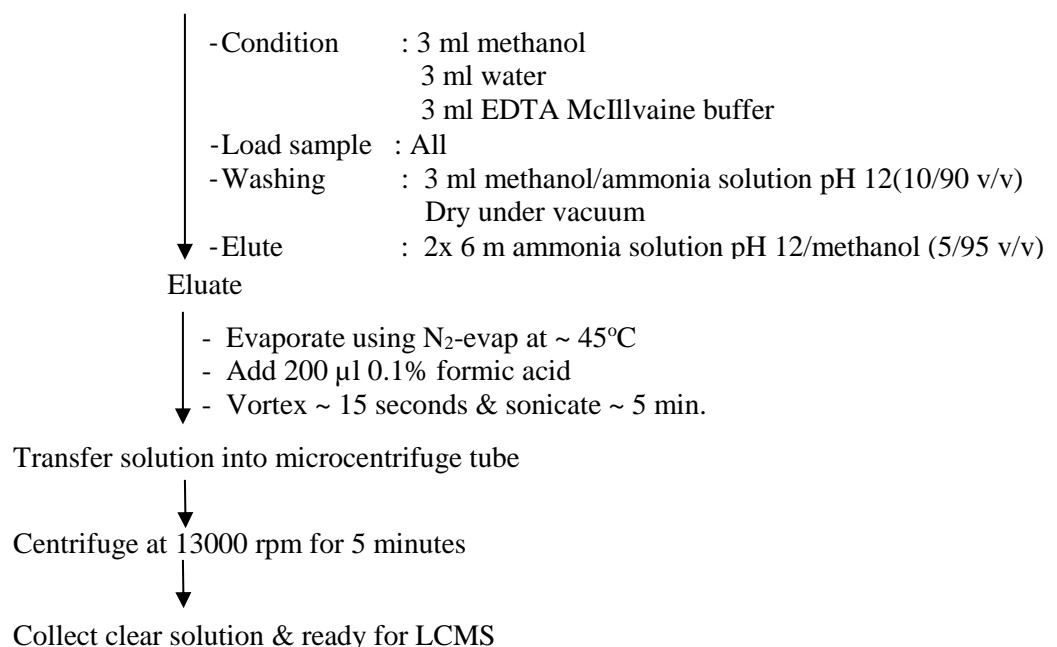 -Condition : 3 ml methanol
3 ml water
3 ml EDTA McIllvaine buffer
-Load sample : All
-Washing : 3 ml methanol/ammonia solution pH 12(10/90 v/v)
Dry under vacuum
-Elute : 2x 6 m ammonia solution pH 12/methanol (5/95 v/v)
Eluate
- Evaporate using N₂-evap at ~ 45°C
- Add 200 µl 0.1% formic acid
- Vortex ~ 15 seconds & sonicate ~ 5 min.
Transfer solution into microcentrifuge tube
Centrifuge at 13000 rpm for 5 minutes
Collect clear solution & ready for LCMS